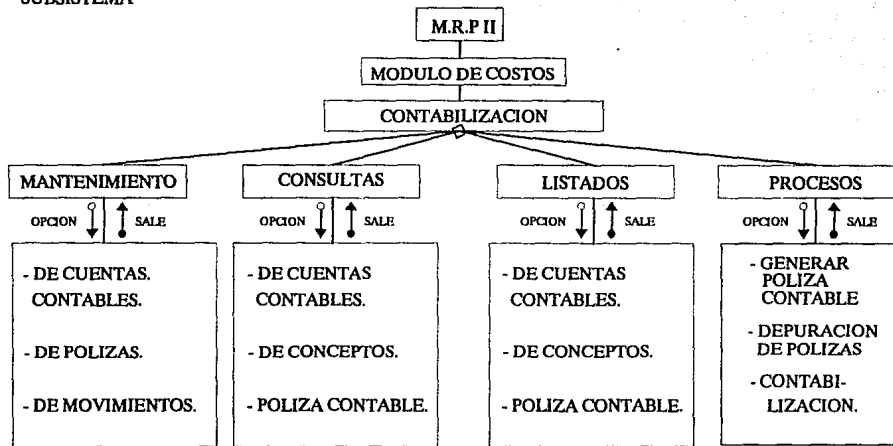 SUBSISTEMA
M.R.P II
MODULO DE COSTOS
CONTABILIZACION
MANTENIMIENTO
OPCION
SALE
- DE CUENTAS.
CONTABLES.
- DE POLIZAS.
- DE MOVIMIENTOS.
CONSULTAS
OPCION
SALE
- DE CUENTAS
CONTABLES.
- DE CONCEPTOS.
- POLIZA CONTABLE.
LISTADOS
OPCION
SALE
- DE CUENTAS
CONTABLES.
- DE CONCEPTOS.
- POLIZA CONTABLE.
PROCESOS
OPCION
SALE
- GENERAR
POLIZA
CONTABLE
- DEPURACION
DE POLIZAS
- CONTABI-
LIZACION.